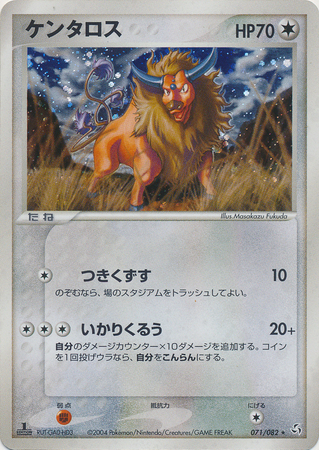 ケンタロス HP70
たね
Illus.Masakazu Fukuda
つきくずす 10
のぞむなら、場のスタジアムをトラッシュしてよい。
いかりくるう 20+
自分のダメージカウンター×10ダメージを追加する。コイン
を1回投げウラなら、自分をこんらんにする。
弱点 抵抗力 にげる
1
©2004 Pokémon/Nintendo/Creatures/GAME FREAK
071/082 ★